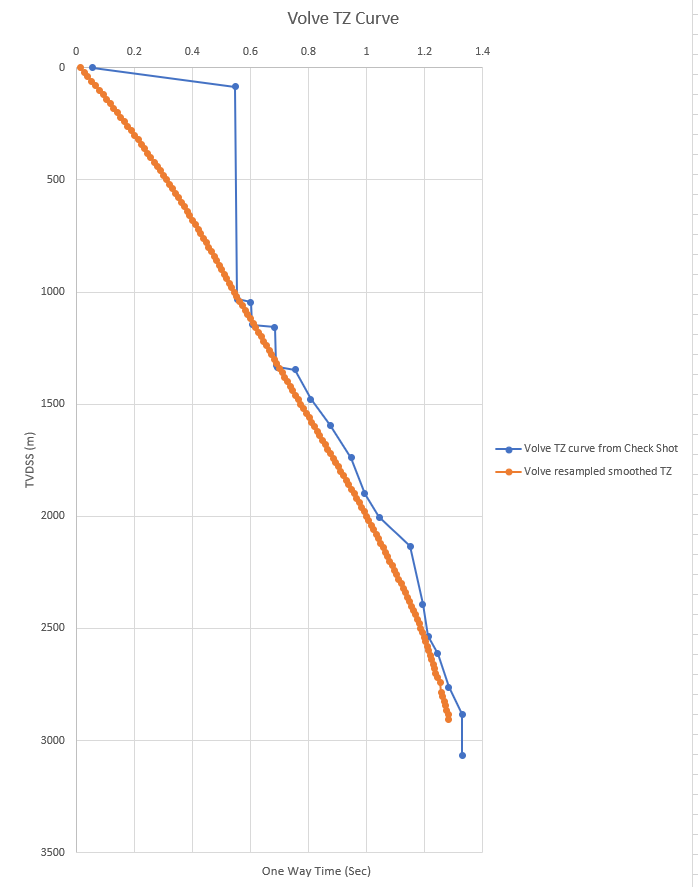 Volve TZ Curve
0 0.2 0.4 0.6 0.8 1 1.2 1.4
0
500
1000
1500
2000
2500
3000
3500
TVDSS (m)
Volve TZ curve from Check Shot
Volve resampled smoothed TZ
One Way Time (Sec)